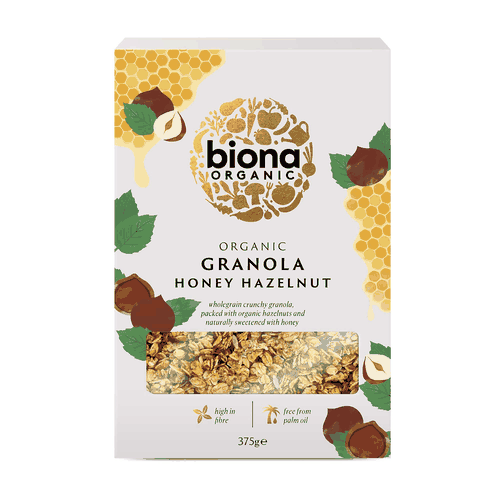 biona
ORGANIC
ORGANIC
GRANOLA
HONEY HAZELNUT
wholegrain crunchy granola,
packed with organic hazelnuts and
naturally sweetened with honey
high in
fibre
free from
palm oil
375g℮